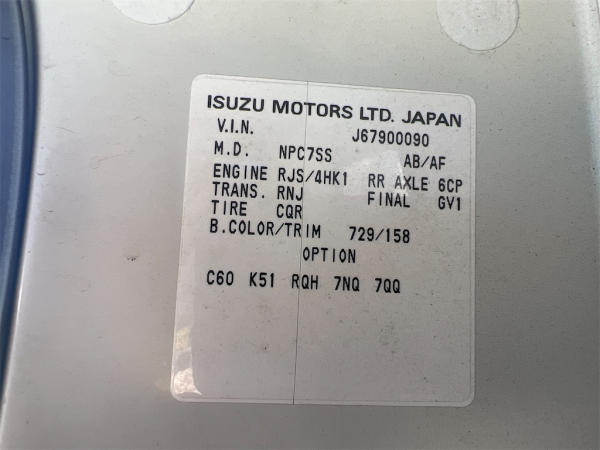 ISUZU MOTORS LTD. JAPAN
V.I.N. J67900090
M.D. NPC7SS AB/AF
ENGINE RJS/4HK1 RR AXLE 6CP
TRANS. RNJ FINAL GV1
TIRE CQR
B.COLOR/TRIM 729/158
OPTION
C60 K51 RQH 7NQ 7QQ